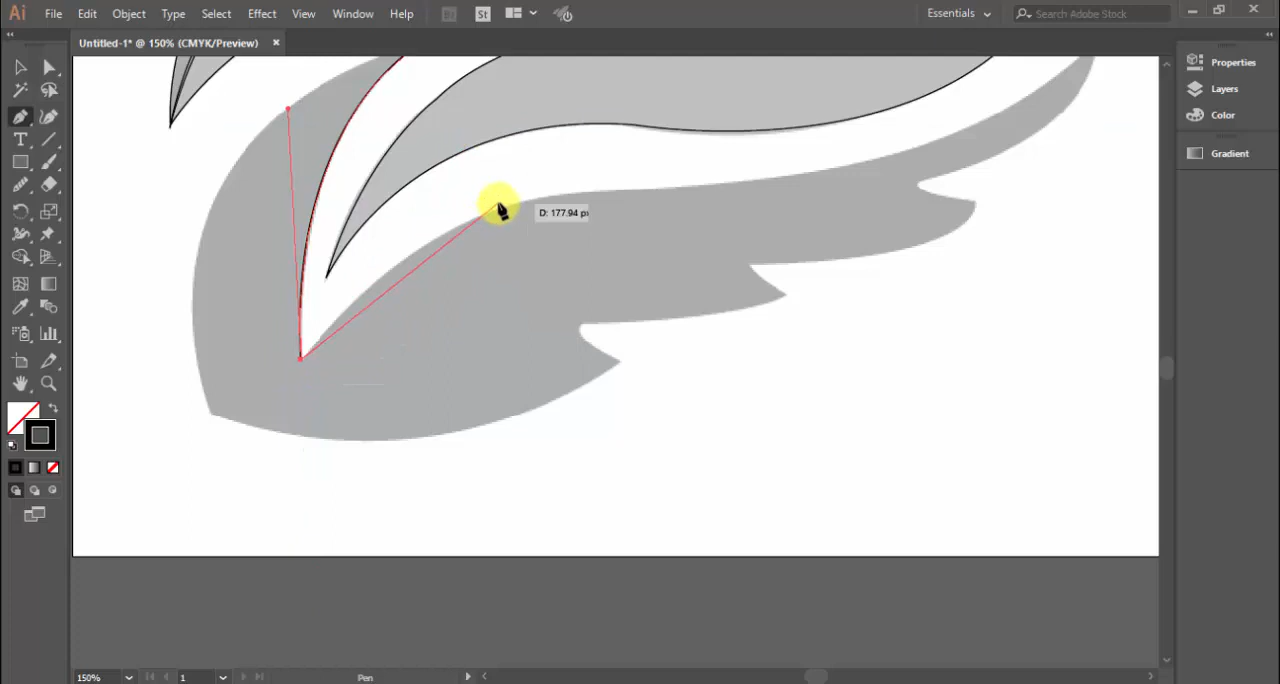 Ai File Edit Object Type Select Effect View Window Help Br St Essentials Search Adobe Stock
Untitled-1* @ 150% (CMYK/Preview) ×
Properties
Layers
Color
Gradient
D: 177.94 px
150% 1 Pen